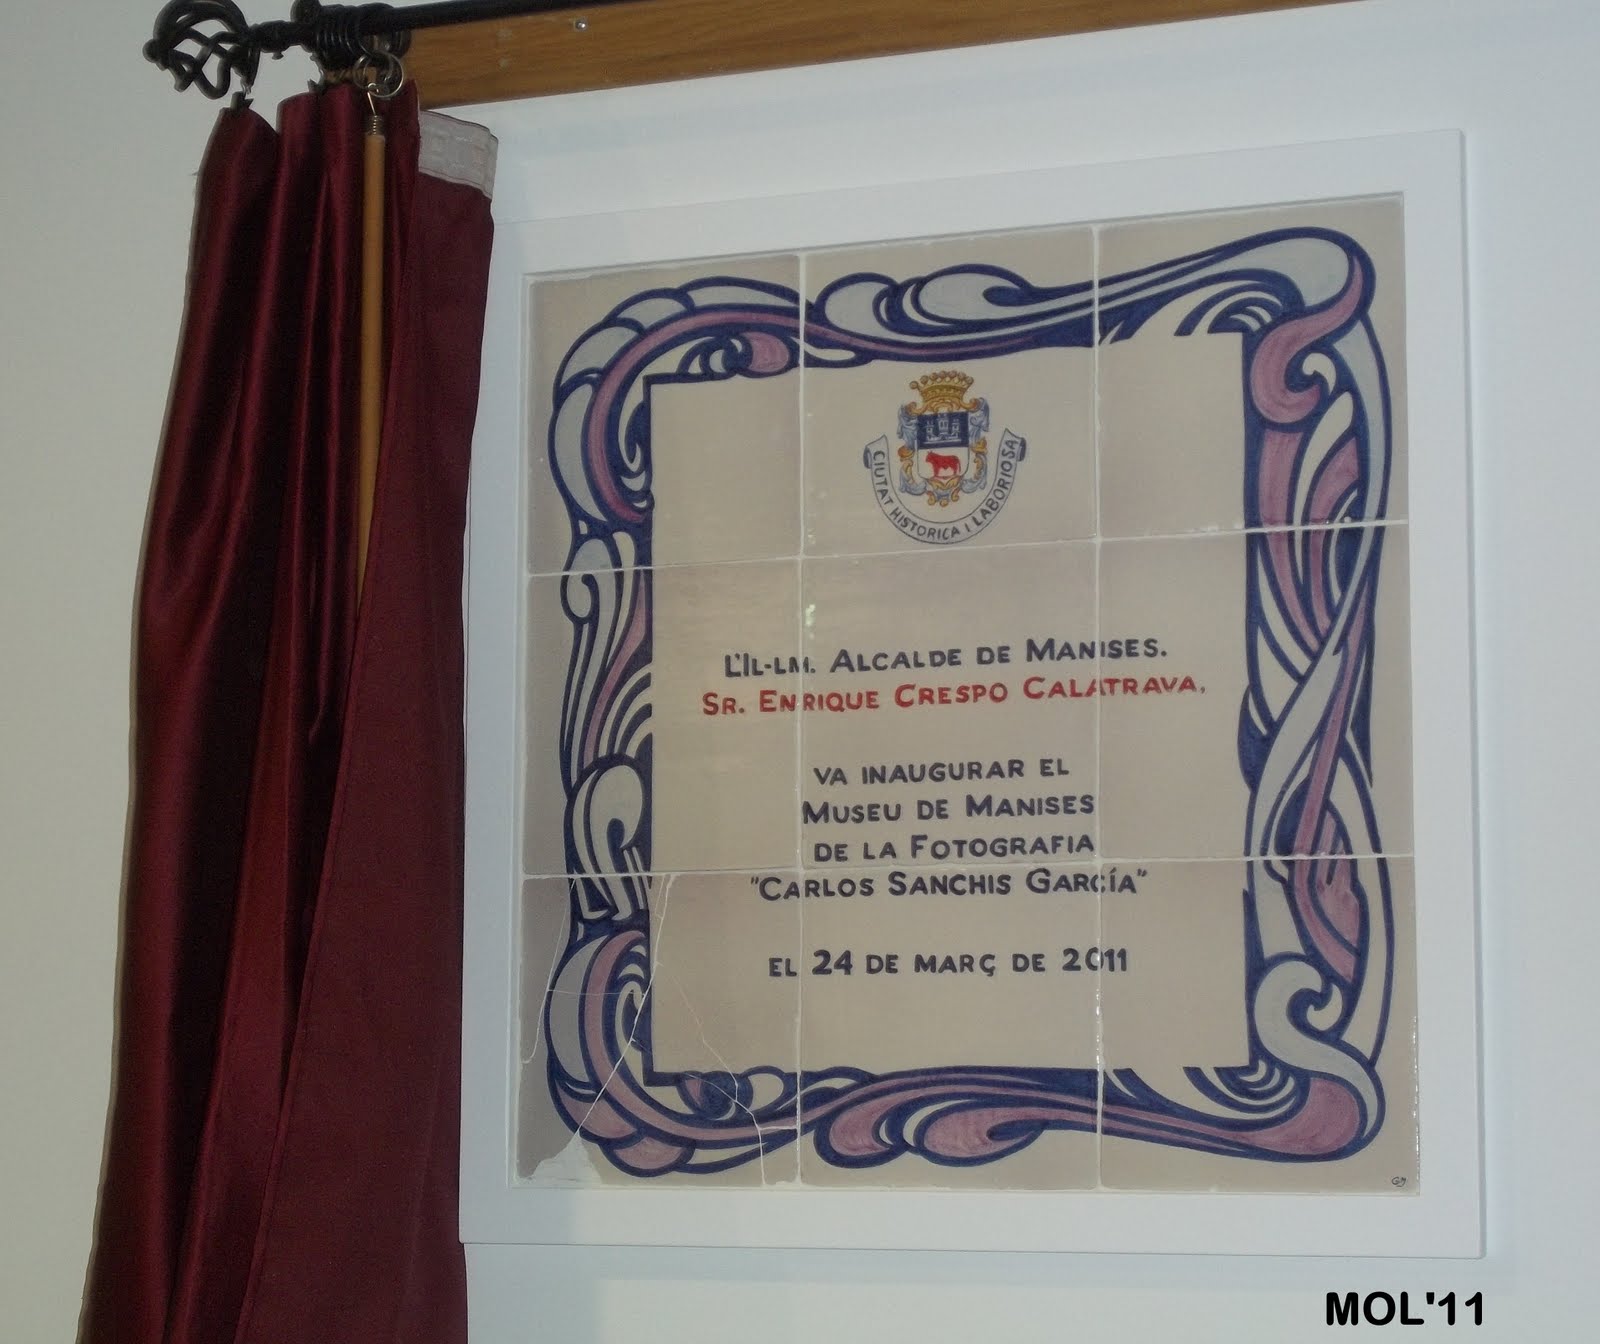 CIUTAT HISTORICA I LABORIOSA
L'IL-LM. ALCALDE DE MANISES.
SR. ENRIQUE CRESPO CALATRAVA,
VA INAUGURAR EL
MUSEU DE MANISES
DE LA FOTOGRAFIA
"CARLOS SANCHIS GARCÍA"
EL 24 DE MARÇ DE 2011
MOL'11